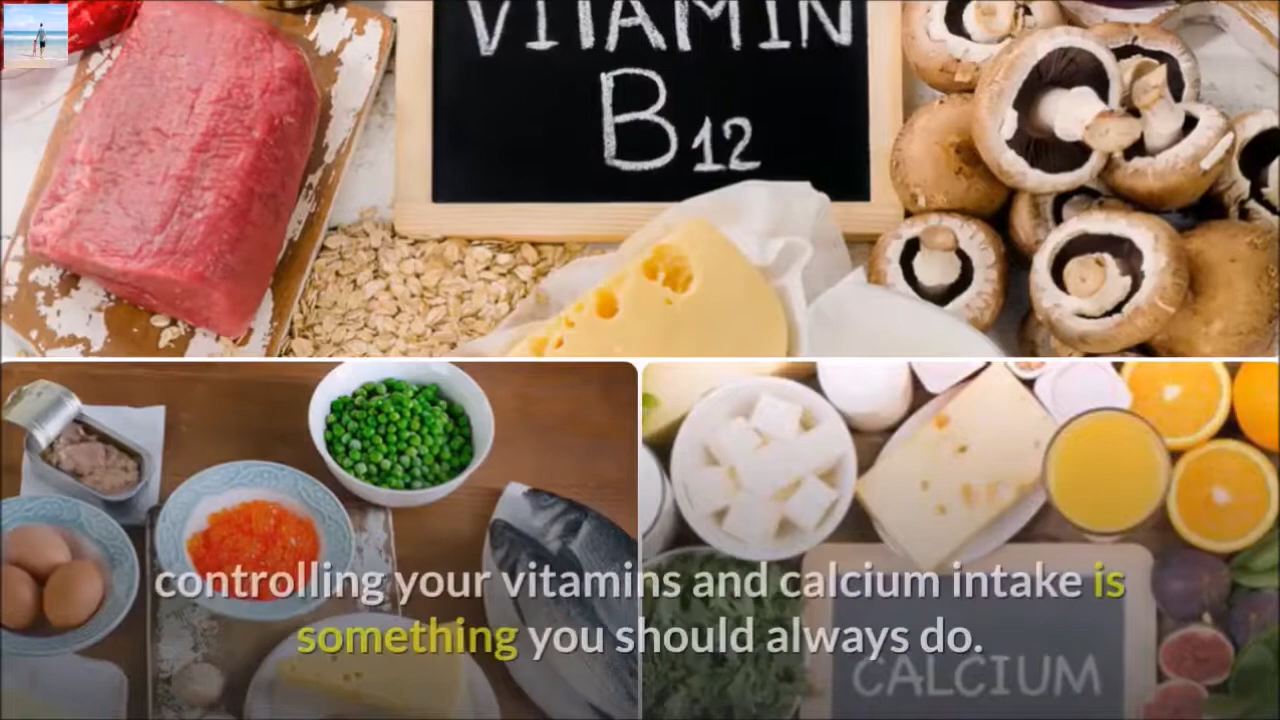 VITAMIN
B12
controlling your vitamins and calcium intake is
something you should always do.
CALCIUM